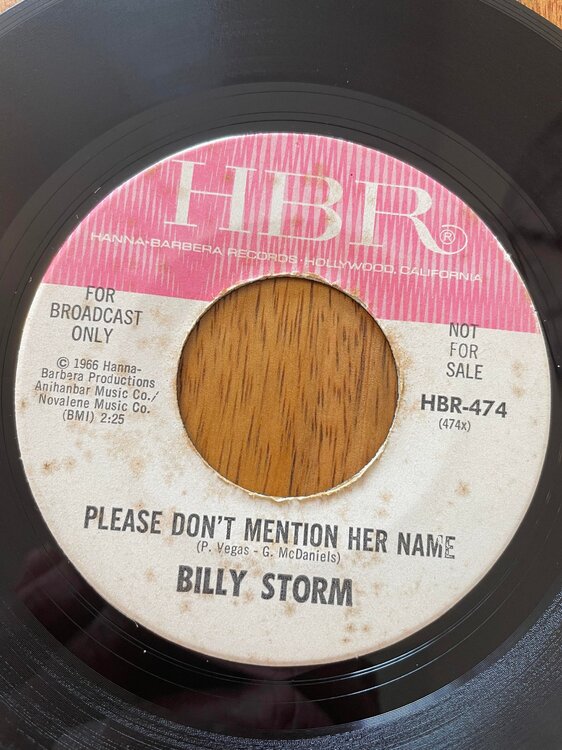 HBR®
HANNA-BARBERA RECORDS · HOLLYWOOD, CALIFORNIA
FOR
BROADCAST
ONLY
© 1966 Hanna-
Barbera Productions
Anihanbar Music Co./
Novalene Music Co.
(BMI) 2:25
NOT
FOR
SALE
HBR-474
(474x)
PLEASE DON'T MENTION HER NAME
(P. Vegas - G. McDaniels)
BILLY STORM